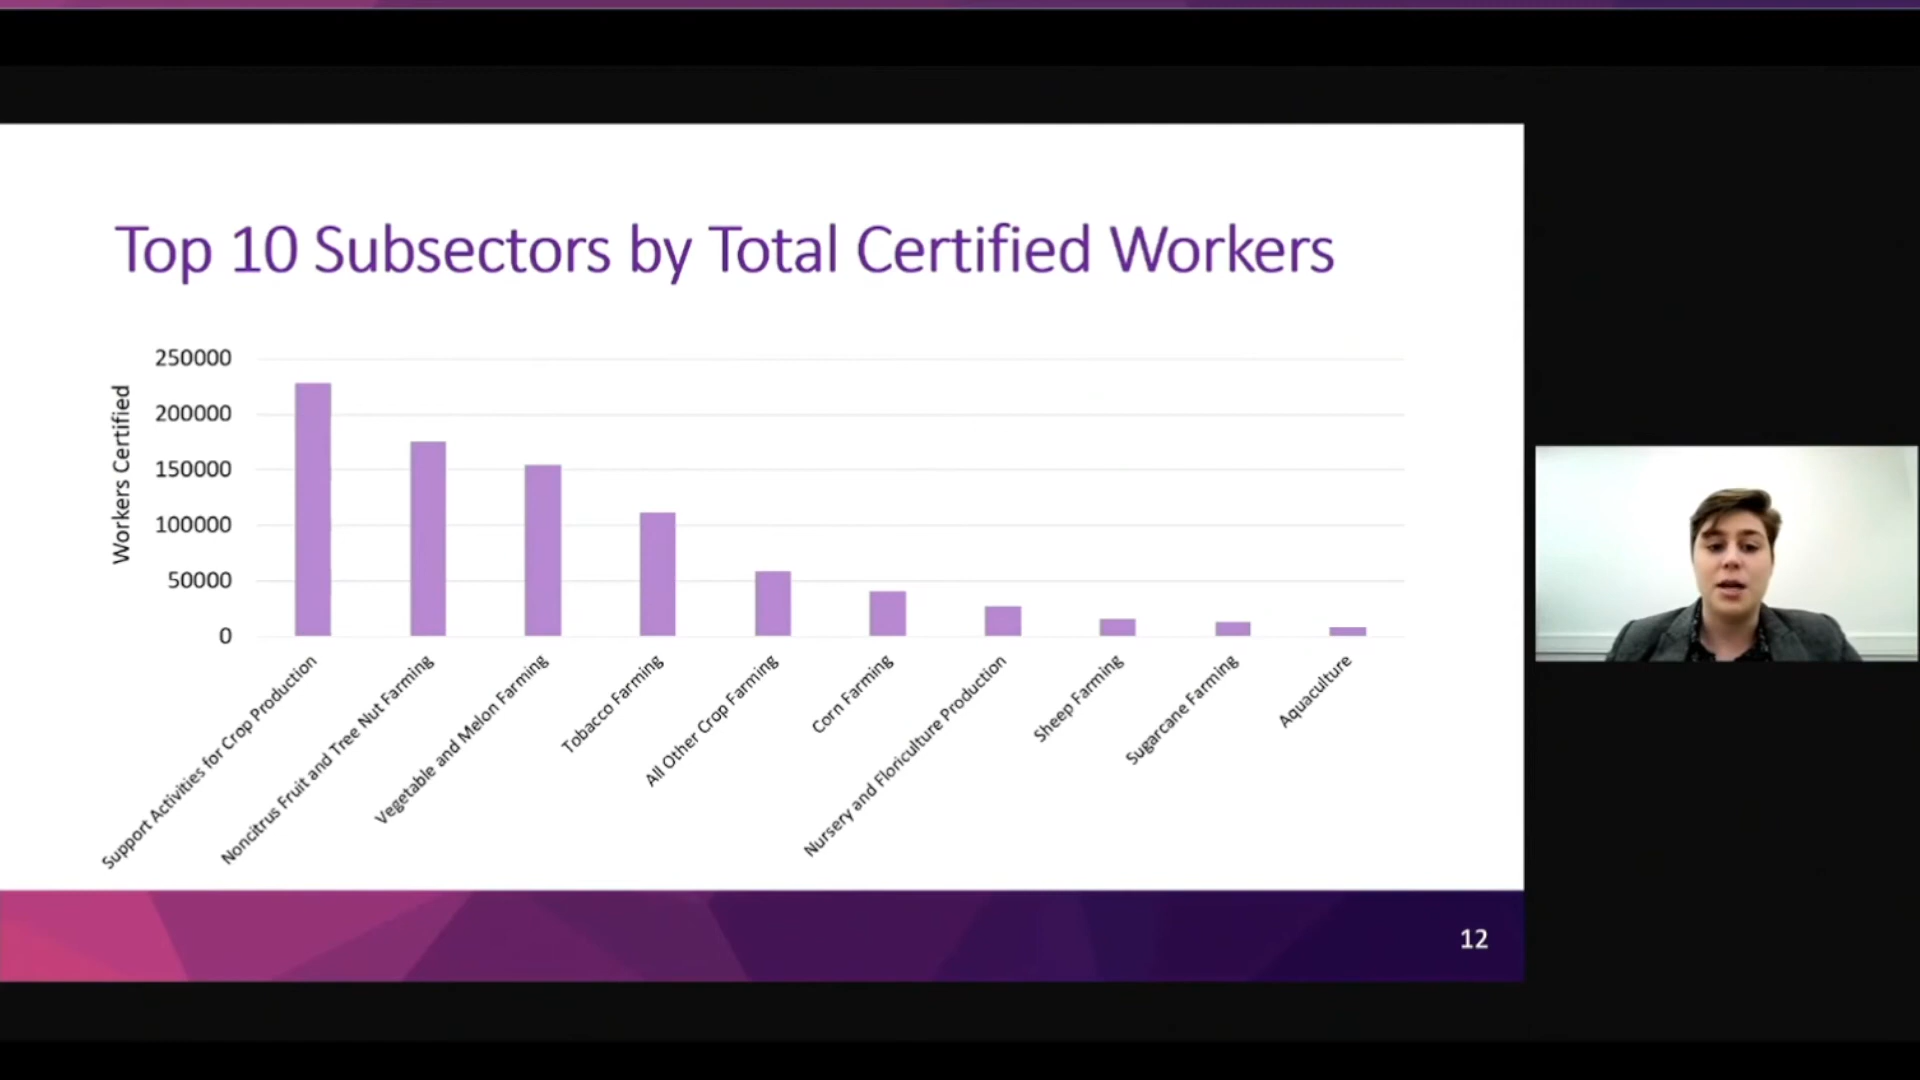 Top 10 Subsectors by Total Certified Workers
Workers Certified
250000
200000
150000
100000
50000
0
Support Activities for Crop Production
Noncitrus Fruit and Tree Nut Farming
Vegetable and Melon Farming
Tobacco Farming
All Other Crop Farming
Corn Farming
Nursery and Floriculture Production
Sheep Farming
Sugarcane Farming
Aquaculture
12